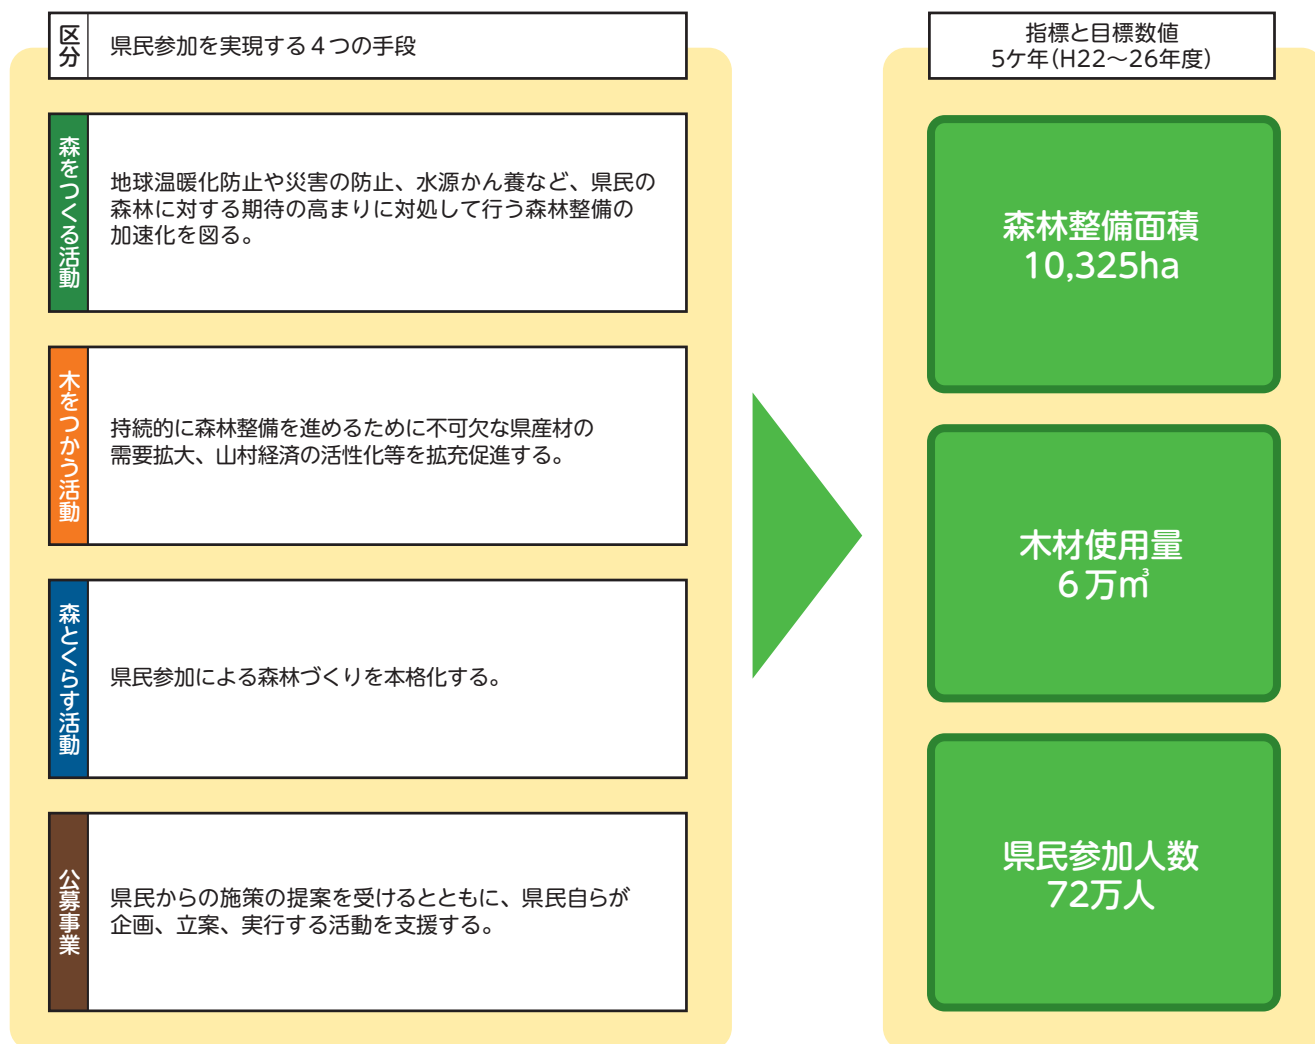 区分
県民参加を実現する４つの手段
森をつくる活動
地球温暖化防止や災害の防止、水源かん養など、県民の
森林に対する期待の高まりに対処して行う森林整備の
加速化を図る。
木をつかう活動
持続的に森林整備を進めるために不可欠な県産材の
需要拡大、山村経済の活性化等を拡充促進する。
森とくらす活動
県民参加による森林づくりを本格化する。
公募事業
県民からの施策の提案を受けるとともに、県民自らが
企画、立案、実行する活動を支援する。
指標と目標数値
5ケ年(H22～26年度)
森林整備面積
10,325ha
木材使用量
６万㎥
県民参加人数
72万人